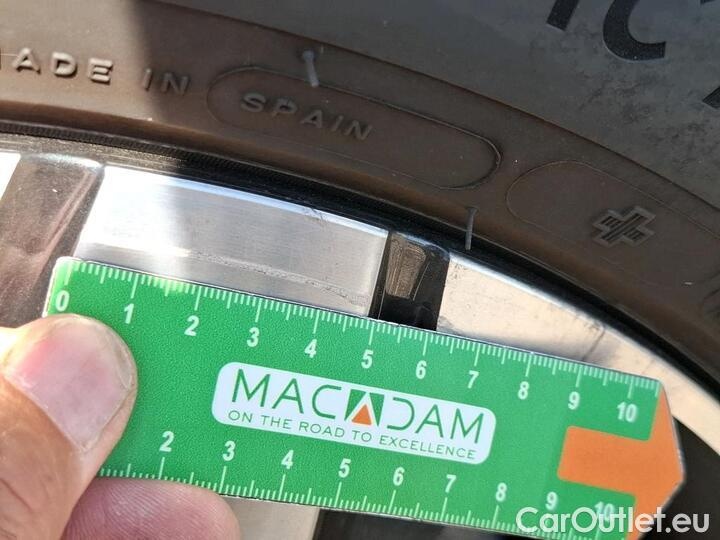 MADE IN SPAIN
0 1 2 3 4 5 6 7 8 9 10
MACADAM
ON THE ROAD TO EXCELLENCE
2 3 4 5 6 7 8 9 10
CarOutlet.eu